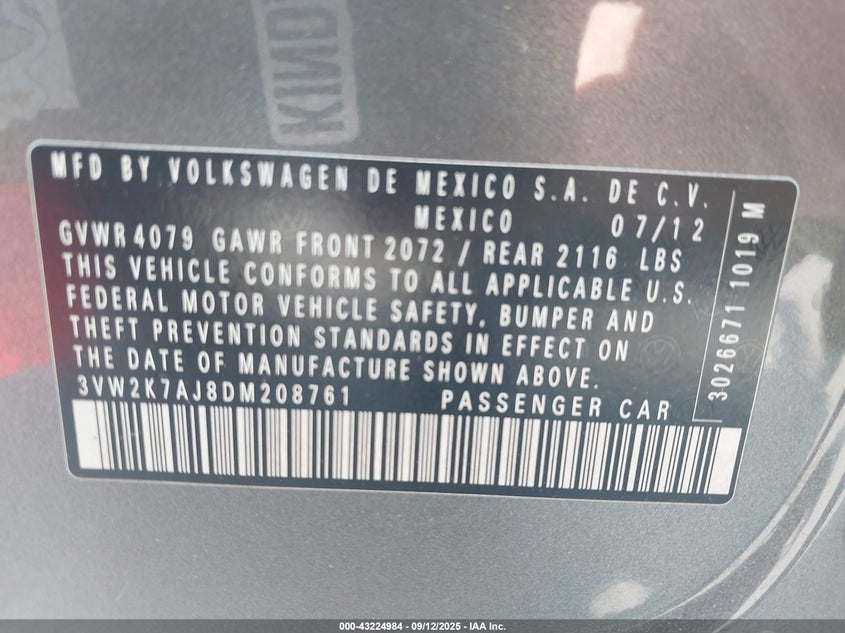 MFD BY VOLKSWAGEN DE MEXICO S.A. DE C.V.
MEXICO 07/12
GVWR 4079 GAWR FRONT 2072 / REAR 2116 LBS
THIS VEHICLE CONFORMS TO ALL APPLICABLE U.S.
FEDERAL MOTOR VEHICLE SAFETY, BUMPER AND
THEFT PREVENTION STANDARDS IN EFFECT ON
THE DATE OF MANUFACTURE SHOWN ABOVE.
3VW2K7AJ8DM208761 PASSENGER CAR
3026671 1019 M
000-43224984 - 09/12/2025 - IAA Inc.